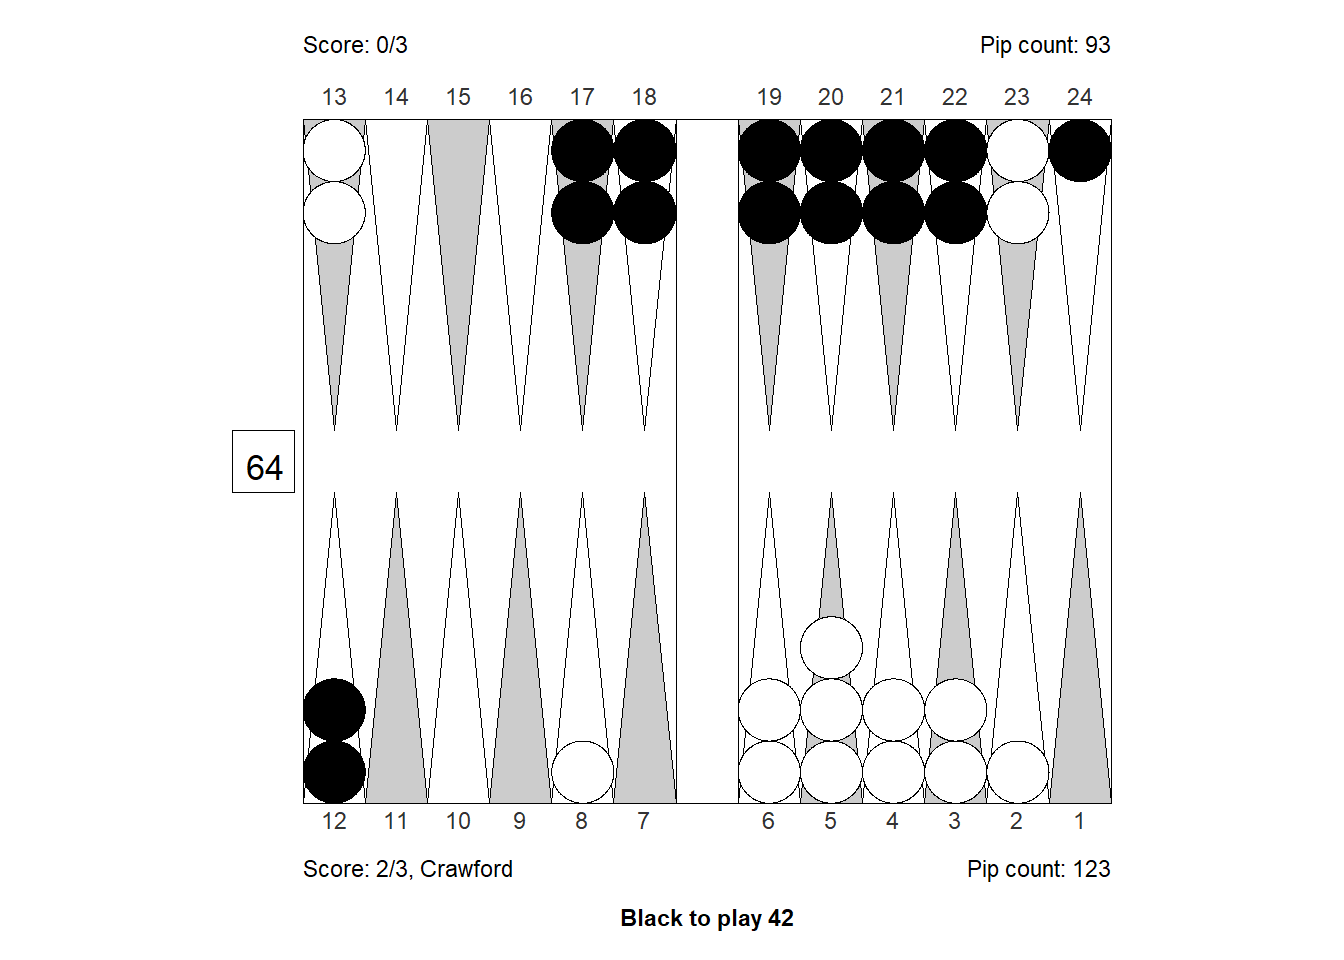 Score: 0/3 Pip count: 93
13 14 15 16 17 18 19 20 21 22 23 24
64
12 11 10 9 8 7 6 5 4 3 2 1
Score: 2/3, Crawford Pip count: 123
Black to play 42